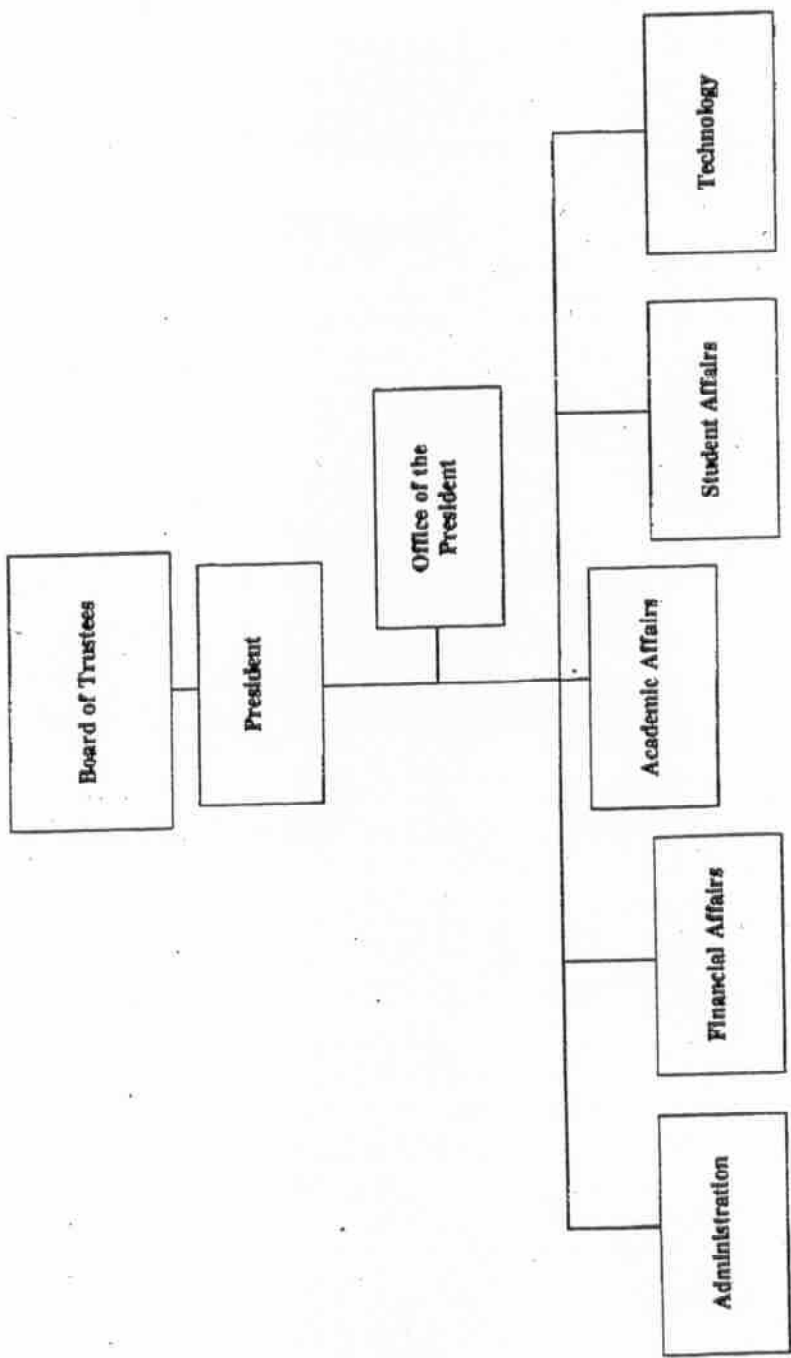 Board of Trustees
President
Office of the
President
Administration
Financial Affairs
Academic Affairs
Student Affairs
Technology